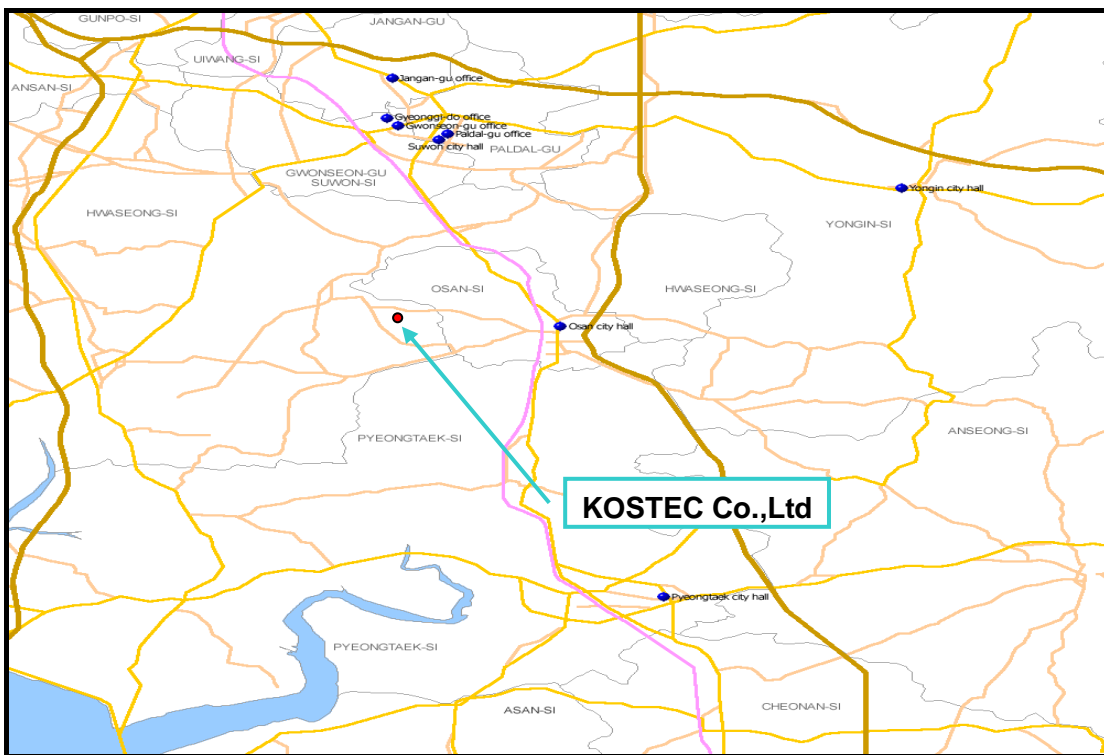 GUNPO-SI
JANGAN-GU
UIWANG-SI
ANSAN-SI
Jangan-gu office
Gyeonggi-do office
Gwonseon-gu office
Paldal-gu office
Suwon city hall
PALDAL-GU
GWONSEON-GU
SUWON-SI
Yongin city hall
HWASEONG-SI
YONGIN-SI
OSAN-SI
HWASEONG-SI
Osan city hall
PYEONGTAEK-SI
ANSEONG-SI
KOSTEC Co.,Ltd
Pyeongtaek city hall
PYEONGTAEK-SI
ASAN-SI
CHEONAN-SI